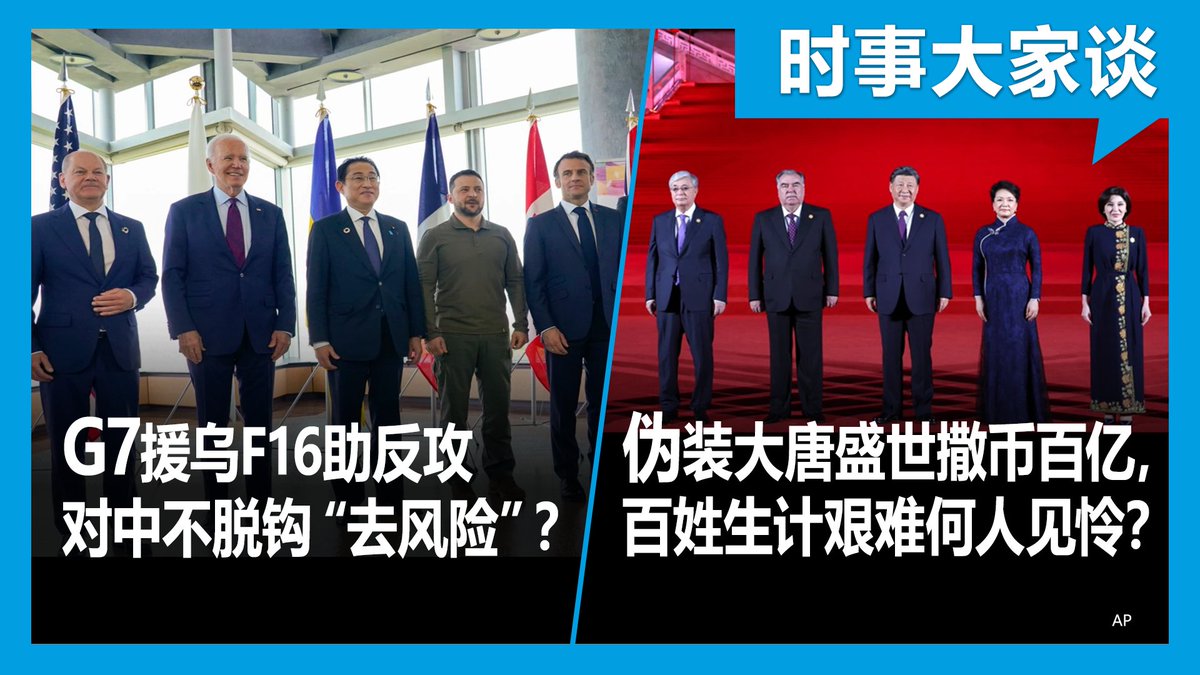 时事大家谈
G7援乌F16助反攻
对中不脱钩“去风险”?
伪装大唐盛世撒币百亿,
百姓生计艰难何人见怜?
AP